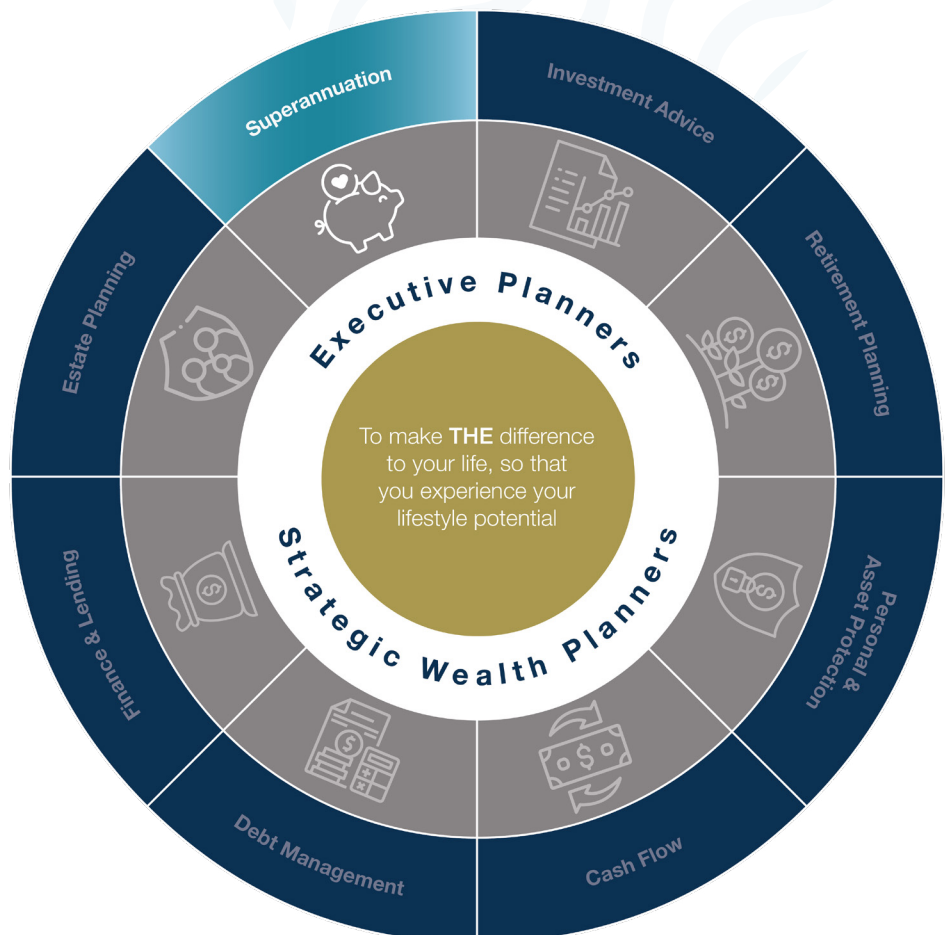 Superannuation
Investment Advice
Retirement Planning
Personal &
Asset Protection
Cash Flow
Debt Management
Finance & Lending
Estate Planning
Executive Planners
To make THE difference
to your life, so that
you experience your
lifestyle potential
Strategic Wealth Planners